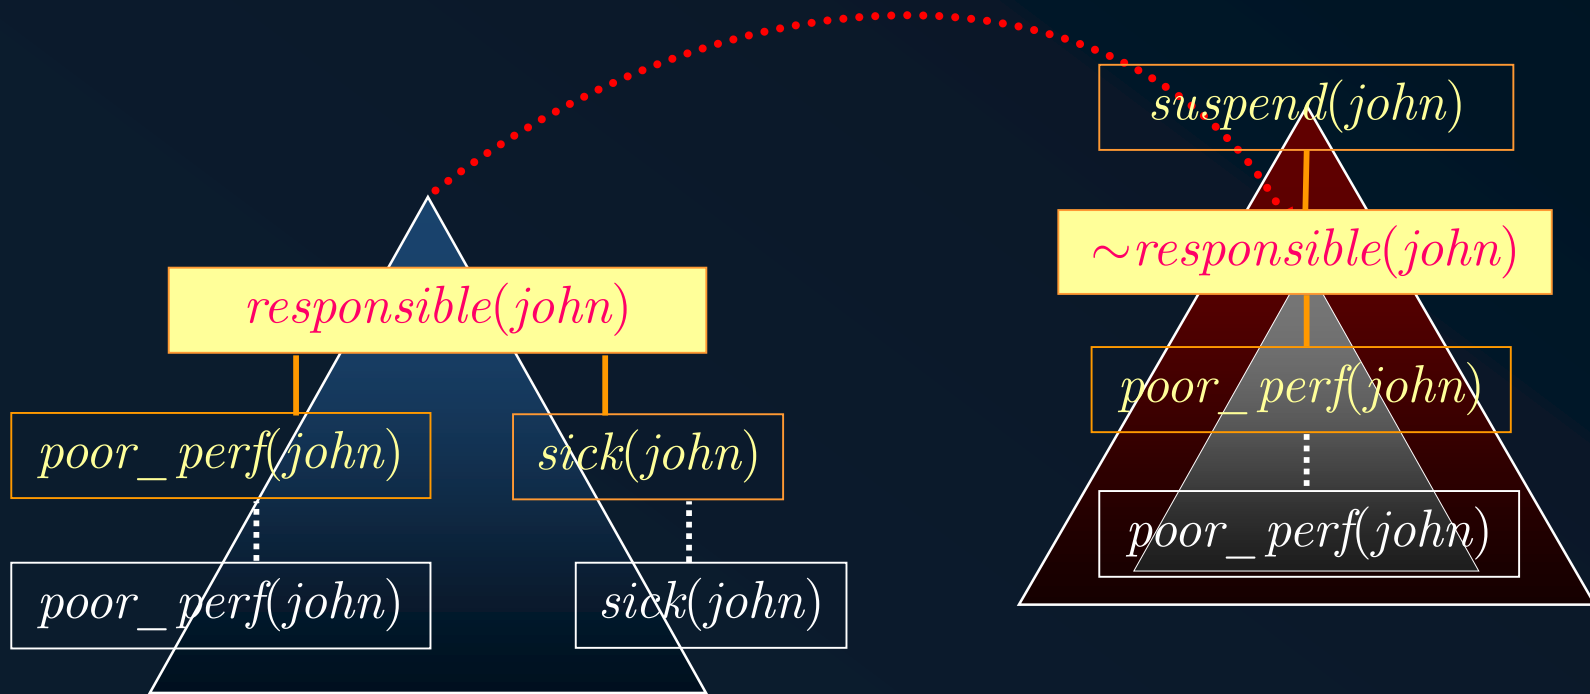 responsible(john)
poor_perf(john)
sick(john)
poor_perf(john)
sick(john)
suspend(john)
~responsible(john)
poor_perf(john)
poor_perf(john)